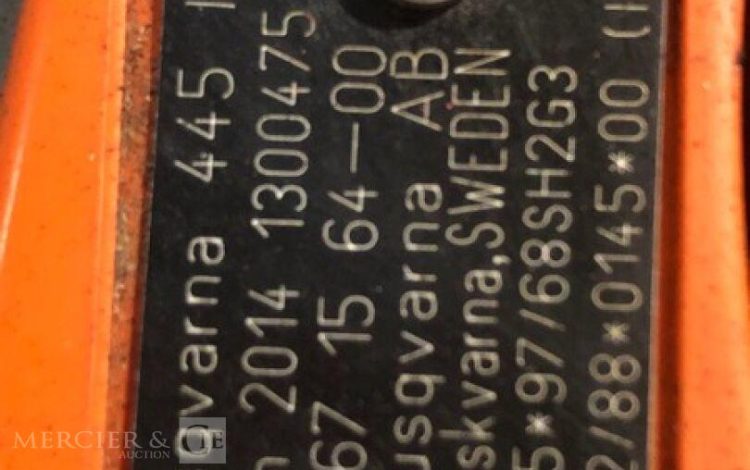 varna 445
2014 1300475
67 15 64-00
usqvarna AB
skvarna, SWEDEN
5*97/68SH2G3
/88*0145*00 (
MERCIER & CIE
AUCTION